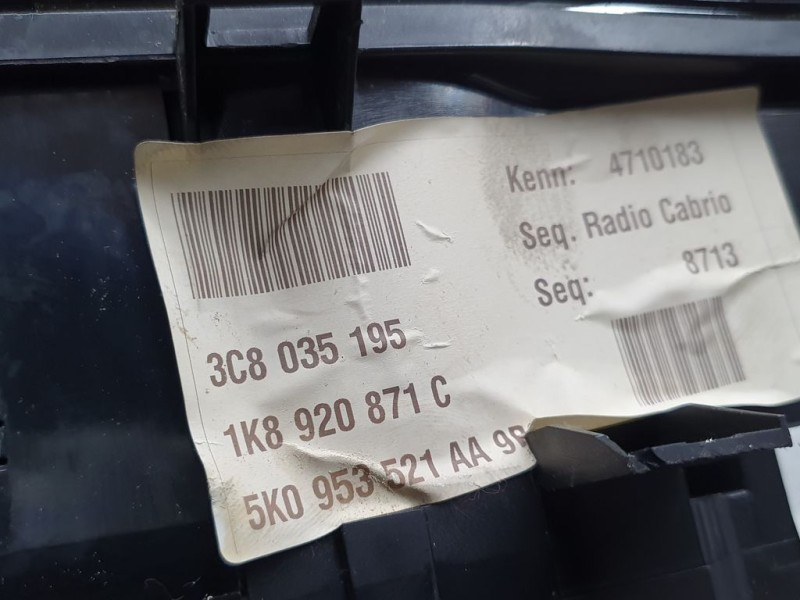 Kenn: 4710183
Seq. Radio Cabrio
Seq: 8713
3C8 035 195
1K8 920 871 C
5K0 953 521 AA